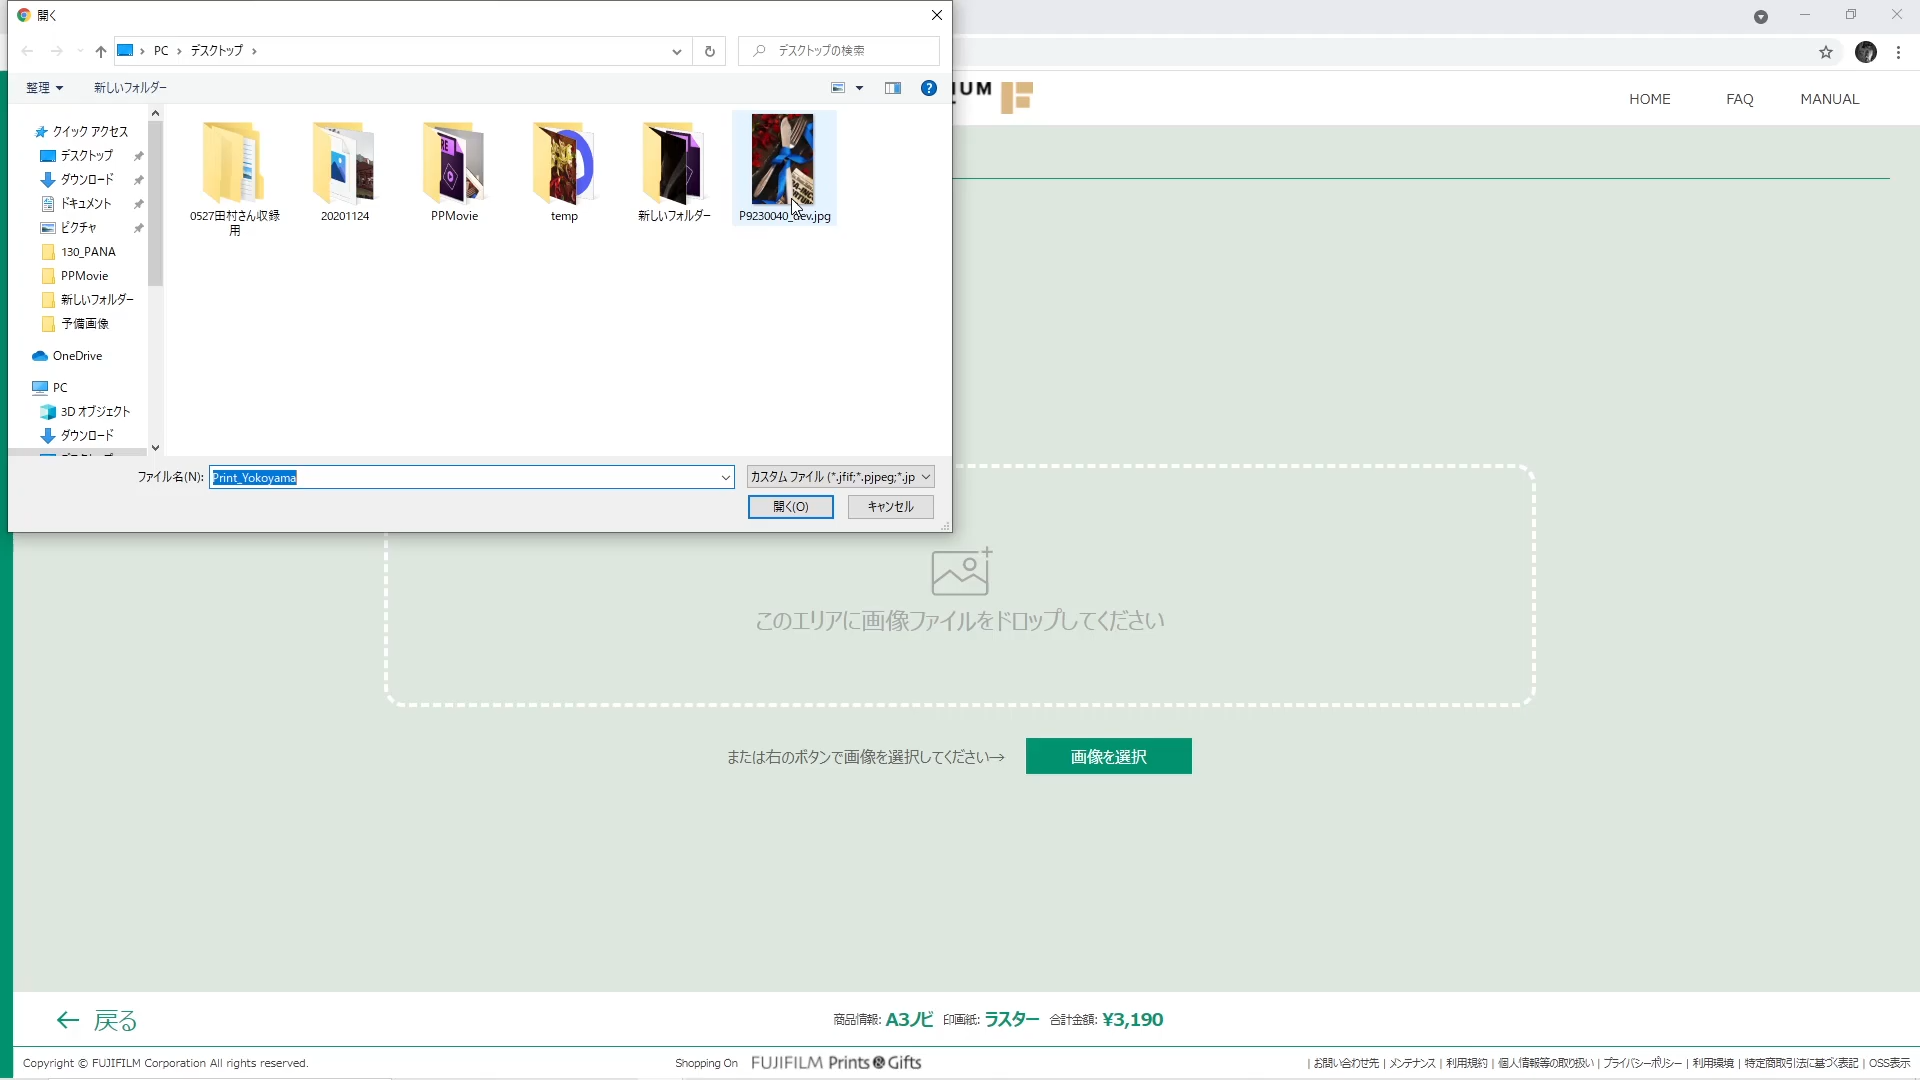 開く
PC › デスクトップ ›
デスクトップの検索
整理
新しいフォルダー
クイック アクセス
デスクトップ
ダウンロード
ドキュメント
ピクチャ
130_PANA
PPMovie
新しいフォルダー
予備画像
OneDrive
PC
3D オブジェクト
ダウンロード
0527田村さん収録
用
20201124
PPMovie
temp
新しいフォルダー
P9230040_dev.jpg
ファイル名(N):
Print_Yokoyama
カスタム ファイル (*.jfif;*.pjpeg;*.jp
開く(O)
キャンセル
IUM
HOME
FAQ
MANUAL
このエリアに画像ファイルをドロップしてください
または右のボタンで画像を選択してください→
画像を選択
← 戻る
商品情報: A3ノビ 印画紙: ラスター 合計金額: ¥3,190
Copyright © FUJIFILM Corporation All rights reserved.
Shopping On FUJIFILM Prints & Gifts
| お問い合わせ先 | メンテナンス | 利用規約 | 個人情報等の取り扱い | プライバシーポリシー | 利用環境 | 特定商取引法に基づく表記 | OSS表示